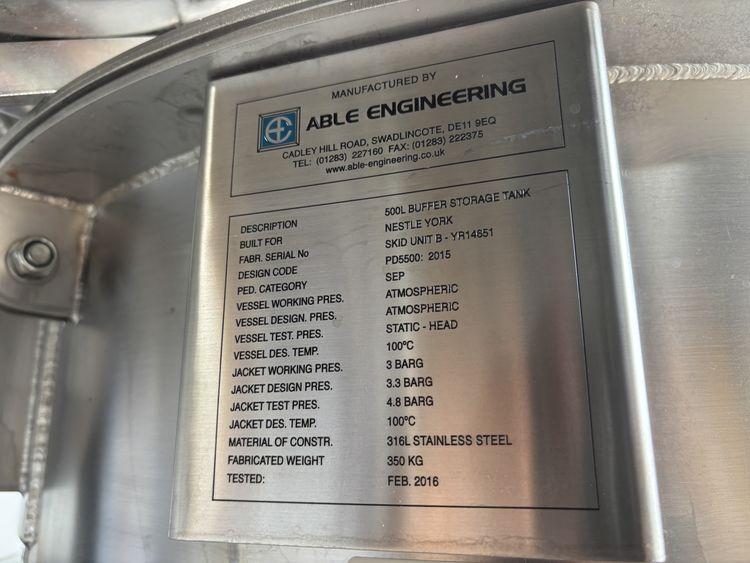 MANUFACTURED BY
ABLE ENGINEERING
CADLEY HILL ROAD, SWADLINCOTE, DE11 9EQ
TEL: (01283) 227160 FAX: (01283) 222375
www.able-engineering.co.uk
DESCRIPTION 500L BUFFER STORAGE TANK
BUILT FOR NESTLE YORK
FABR. SERIAL No SKID UNIT B - YR14851
DESIGN CODE PD5500: 2015
PED. CATEGORY SEP
VESSEL WORKING PRES. ATMOSPHERIC
VESSEL DESIGN. PRES. ATMOSPHERIC
VESSEL TEST. PRES. STATIC - HEAD
VESSEL DES. TEMP. 100°C
JACKET WORKING PRES. 3 BARG
JACKET DESIGN PRES. 3.3 BARG
JACKET TEST PRES. 4.8 BARG
JACKET DES. TEMP. 100°C
MATERIAL OF CONSTR. 316L STAINLESS STEEL
FABRICATED WEIGHT 350 KG
TESTED: FEB. 2016